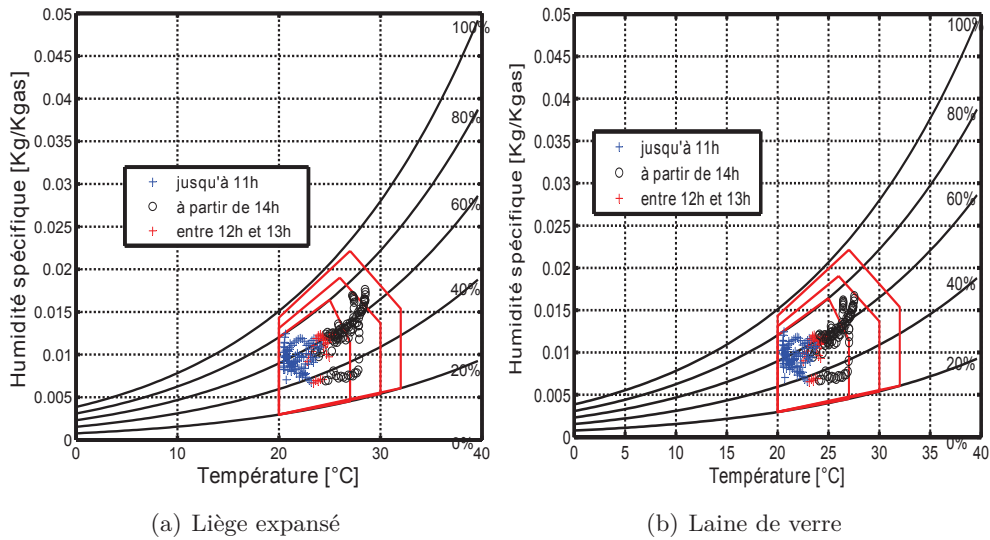 0.05
0.045
0.04
0.035
0.03
0.025
0.02
0.015
0.01
0.005
0
Humidité spécifique [Kg/Kgas]
100%
80%
60%
40%
20%
0%
jusqu'à 11h
à partir de 14h
entre 12h et 13h
0 10 20 30 40
Température [°C]
(a) Liège expansé
0.05
0.045
0.04
0.035
0.03
0.025
0.02
0.015
0.01
0.005
0
Humidité spécifique [Kg/Kgas]
100%
80%
60%
40%
20%
0%
jusqu'à 11h
à partir de 14h
entre 12h et 13h
0 5 10 15 20 25 30 35 40
Température [°C]
(b) Laine de verre